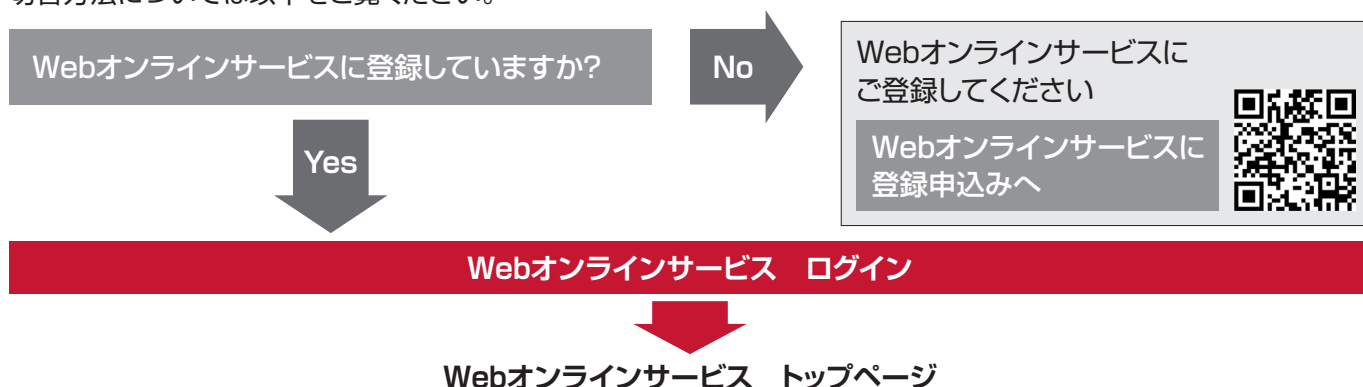 Webオンラインサービスに登録していますか?
No
Webオンラインサービスに
ご登録してください
Webオンラインサービスに
登録申込みへ
Yes
Webオンラインサービス　ログイン
Webオンラインサービス　トップページ